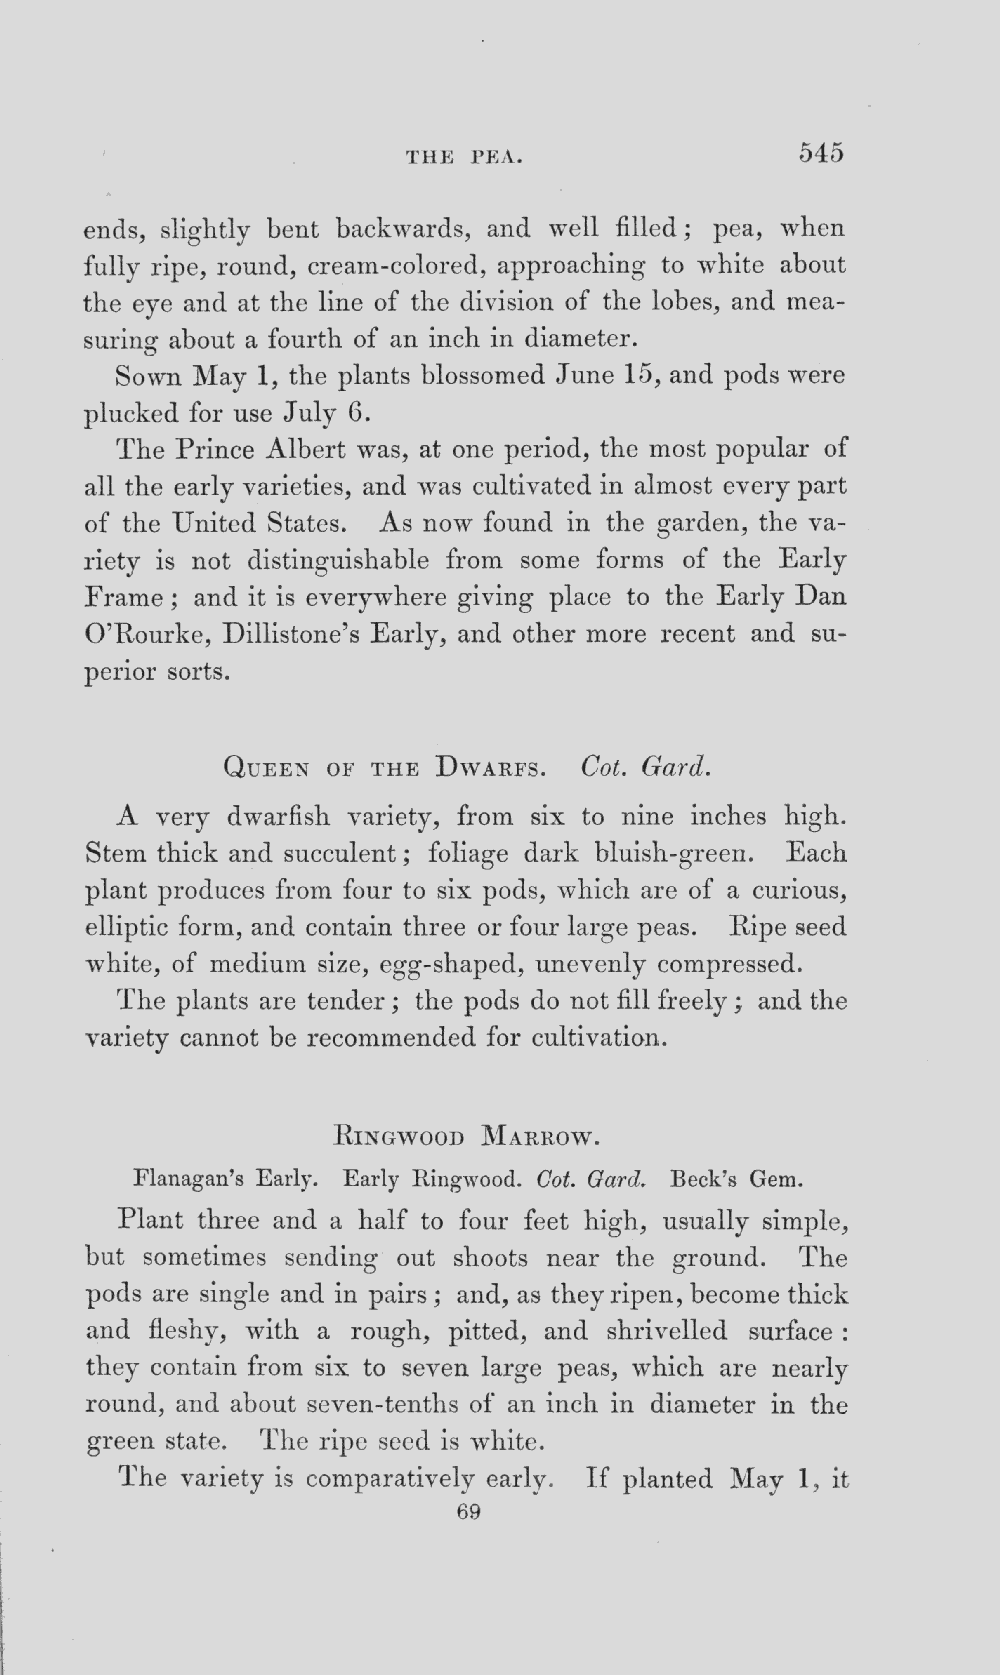 THE PEA. 545
ends, slightly bent backwards, and well filled; pea, when
fully ripe, round, cream-colored, approaching to white about
the eye and at the line of the division of the lobes, and mea-
suring about a fourth of an inch in diameter.
Sown May 1, the plants blossomed June 15, and pods were
plucked for use July 6.
The Prince Albert was, at one period, the most popular of
all the early varieties, and was cultivated in almost every part
of the United States. As now found in the garden, the va-
riety is not distinguishable from some forms of the Early
Frame; and it is everywhere giving place to the Early Dan
O'Rourke, Dillistone's Early, and other more recent and su-
perior sorts.
QUEEN OF THE DWARFS. Cot. Gard.
A very dwarfish variety, from six to nine inches high.
Stem thick and succulent; foliage dark bluish-green. Each
plant produces from four to six pods, which are of a curious,
elliptic form, and contain three or four large peas. Ripe seed
white, of medium size, egg-shaped, unevenly compressed.
The plants are tender; the pods do not fill freely; and the
variety cannot be recommended for cultivation.
RINGWOOD MARROW.
Flanagan's Early. Early Ringwood. Cot. Gard. Beck's Gem.
Plant three and a half to four feet high, usually simple,
but sometimes sending out shoots near the ground. The
pods are single and in pairs; and, as they ripen, become thick
and fleshy, with a rough, pitted, and shrivelled surface:
they contain from six to seven large peas, which are nearly
round, and about seven-tenths of an inch in diameter in the
green state. The ripe seed is white.
The variety is comparatively early. If planted May 1, it
69